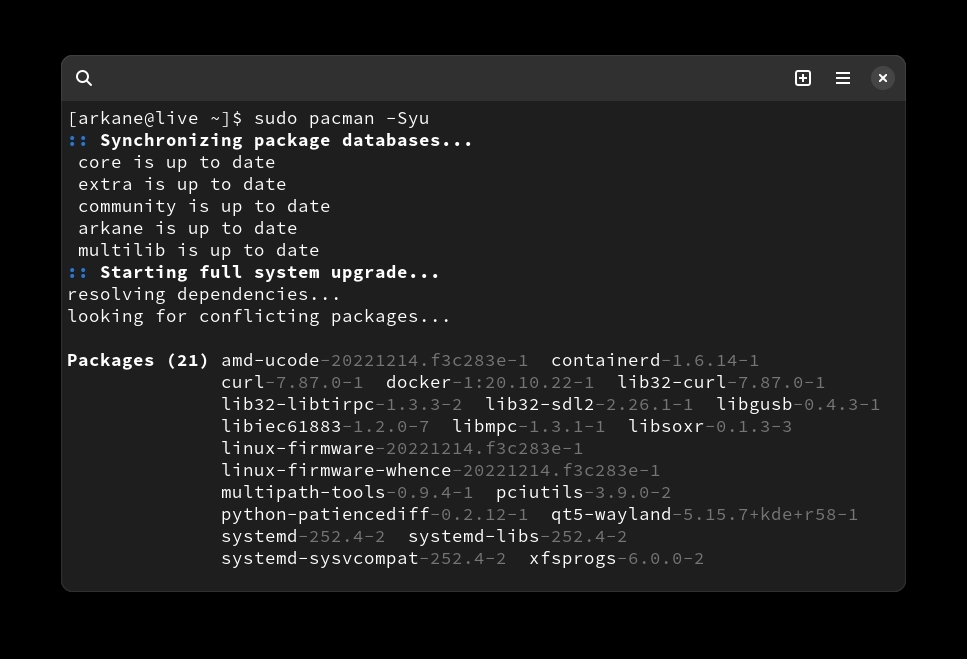 [arkane@live ~]$ sudo pacman -Syu
:: Synchronizing package databases...
core is up to date
extra is up to date
community is up to date
arkane is up to date
multilib is up to date
:: Starting full system upgrade...
resolving dependencies...
looking for conflicting packages...
Packages (21) amd-ucode-20221214.f3c283e-1  containerd-1.6.14-1
curl-7.87.0-1  docker-1:20.10.22-1  lib32-curl-7.87.0-1
lib32-libtirpc-1.3.3-2  lib32-sdl2-2.26.1-1  libgusb-0.4.3-1
libiec61883-1.2.0-7  libmpc-1.3.1-1  libsoxr-0.1.3-3
linux-firmware-20221214.f3c283e-1
linux-firmware-whence-20221214.f3c283e-1
multipath-tools-0.9.4-1  pciutils-3.9.0-2
python-patiencediff-0.2.12-1  qt5-wayland-5.15.7+kde+r58-1
systemd-252.4-2  systemd-libs-252.4-2
systemd-sysvcompat-252.4-2  xfsprogs-6.0.0-2